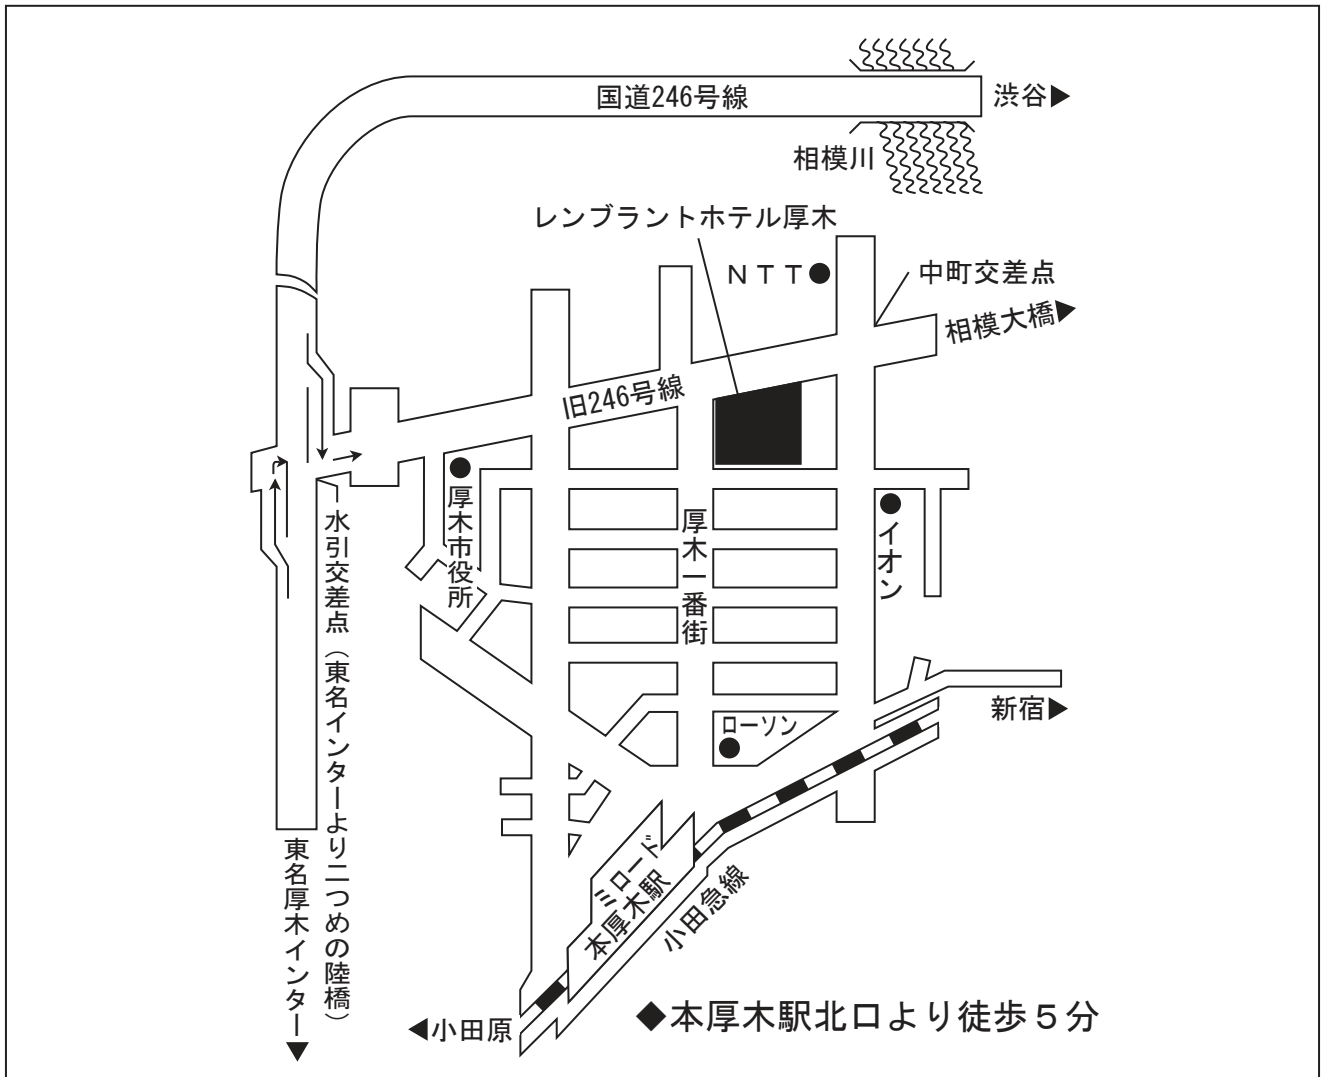 国道246号線
渋谷▶
相模川
レンブラントホテル厚木
NTT●
中町交差点
相模大橋▶
旧246号線
厚木市役所
厚木一番街
イオン
水引交差点（東名インターより二つめの陸橋）
新宿▶
ローソン
ミロード
本厚木駅
小田急線
東名厚木インター▼
◀小田原
◆本厚木駅北口より徒歩5分